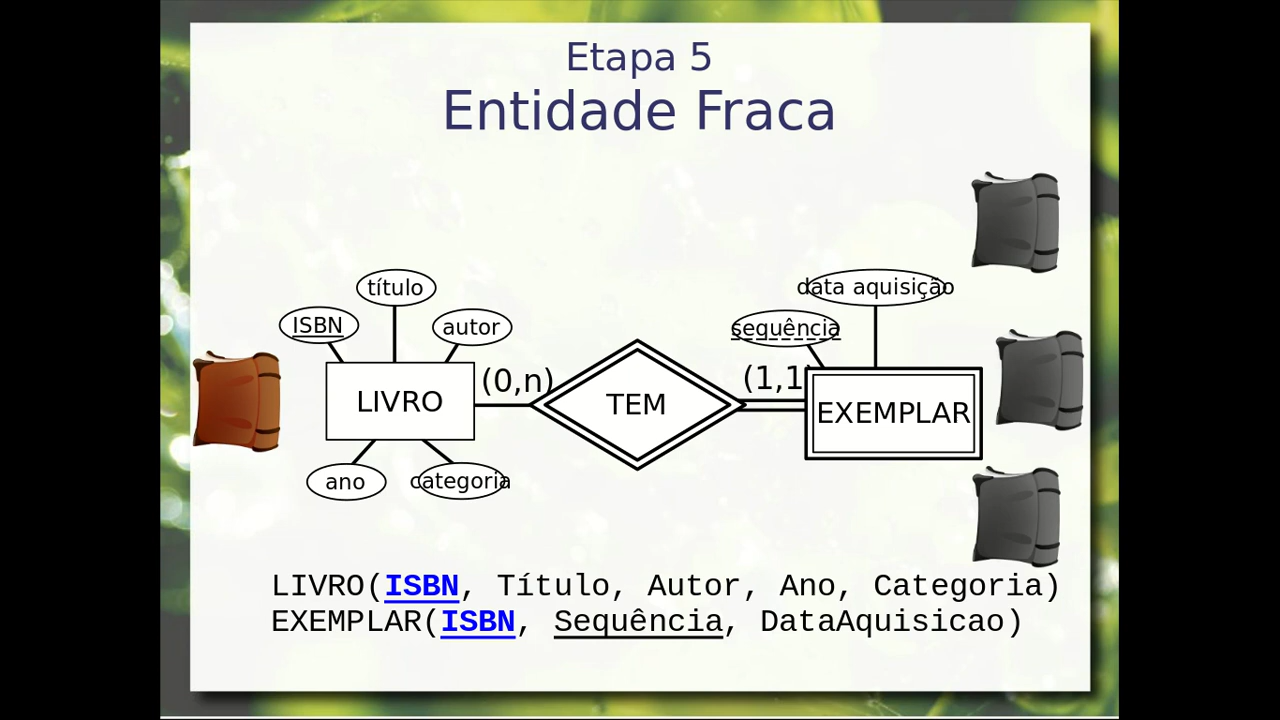 Etapa 5
Entidade Fraca
título
data aquisição
ISBN
autor
sequência
(0,n)
(1,1)
LIVRO
TEM
EXEMPLAR
ano
categoria
LIVRO(ISBN, Título, Autor, Ano, Categoria)
EXEMPLAR(ISBN, Sequência, DataAquisicao)